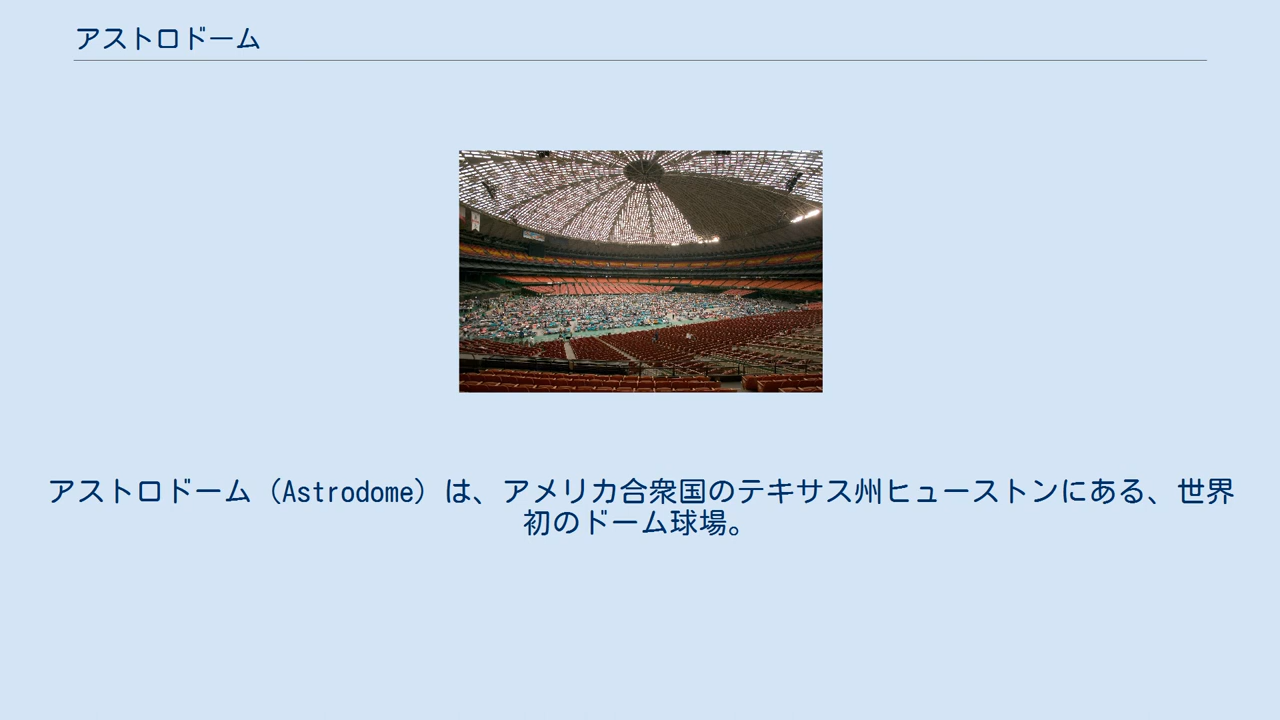 アストロドーム
アストロドーム（Astrodome）は、アメリカ合衆国のテキサス州ヒューストンにある、世界
初のドーム球場。